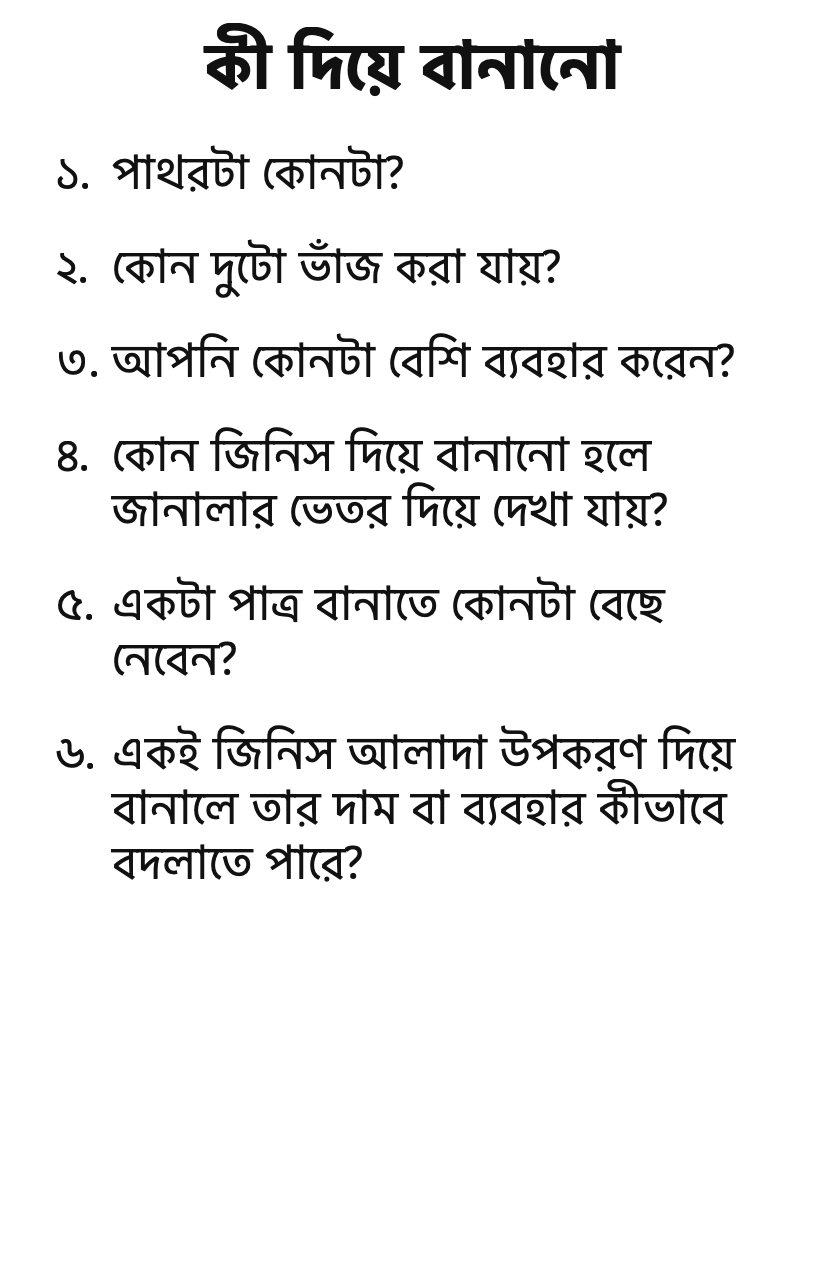 কী দিয়ে বানানো
১. পাথরটা কোনটা?
২. কোন দুটো ভাঁজ করা যায়?
৩. আপনি কোনটা বেশি ব্যবহার করেন?
৪. কোন জিনিস দিয়ে বানানো হলে
জানালার ভেতর দিয়ে দেখা যায়?
৫. একটা পাত্র বানাতে কোনটা বেছে
নেবেন?
৬. একই জিনিস আলাদা উপকরণ দিয়ে
বানালে তার দাম বা ব্যবহার কীভাবে
বদলাতে পারে?